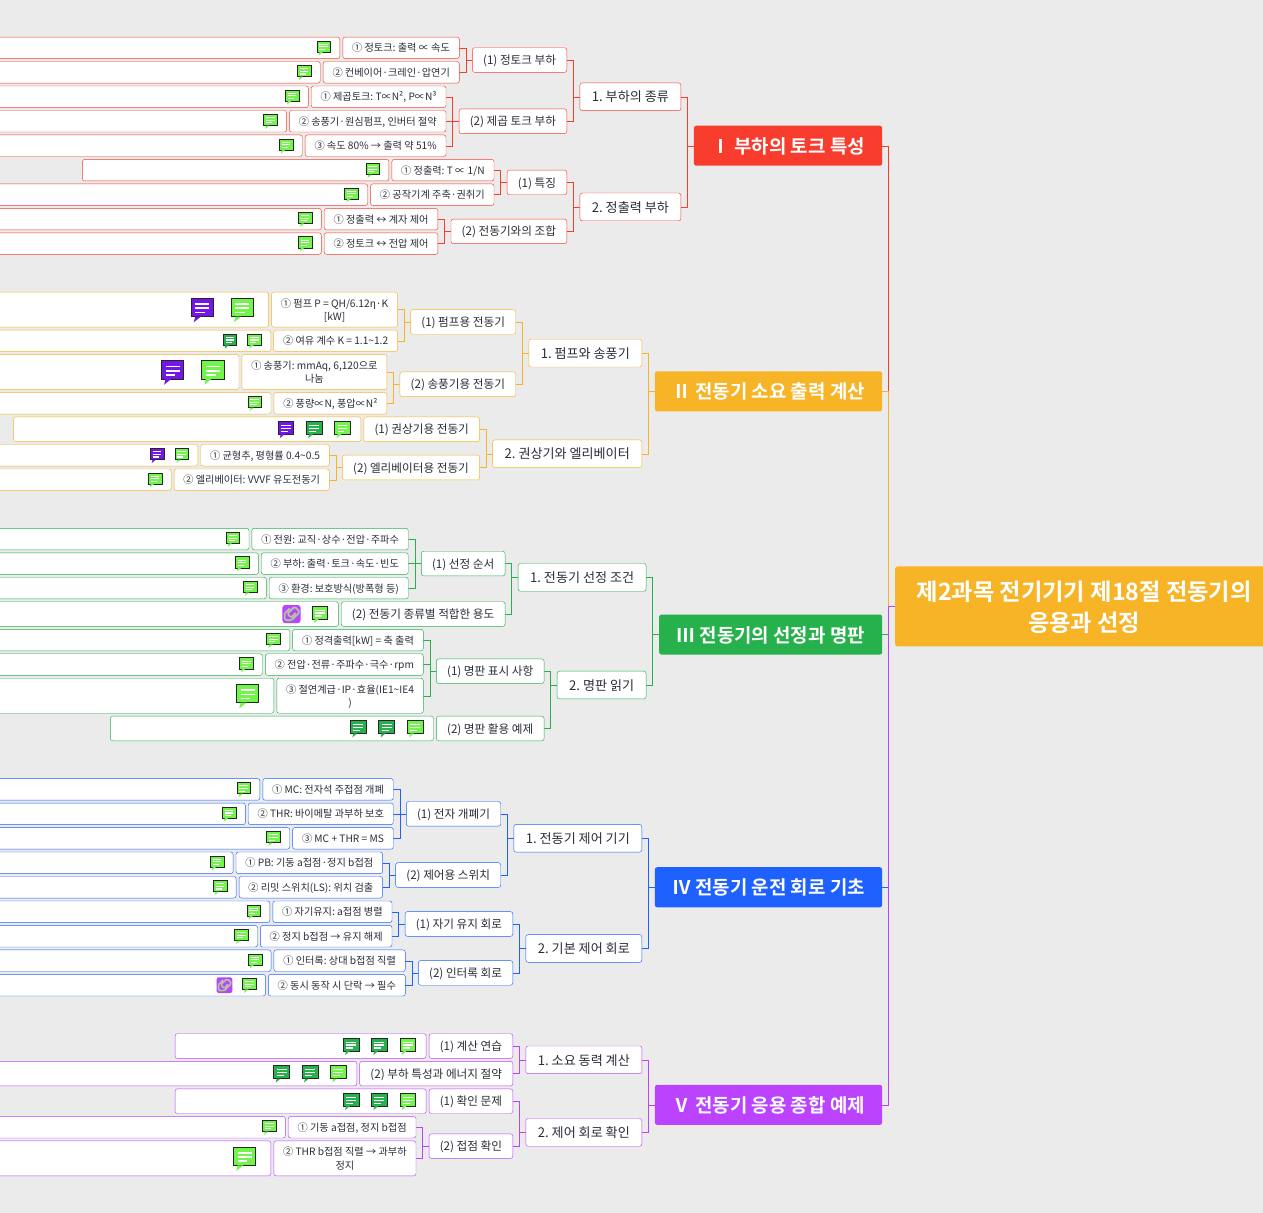 제2과목 전기기기 제18절 전동기의
응용과 선정
Ⅰ 부하의 토크 특성
1. 부하의 종류
(1) 정토크 부하
① 정토크: 출력 ∝ 속도
② 컨베이어·크레인·압연기
(2) 제곱 토크 부하
① 제곱토크: T∝N², P∝N³
② 송풍기·원심펌프, 인버터 절약
③ 속도 80% → 출력 약 51%
2. 정출력 부하
(1) 특징
① 정출력: T ∝ 1/N
② 공작기계 주축·권취기
(2) 전동기와의 조합
① 정출력 ↔ 계자 제어
② 정토크 ↔ 전압 제어
II 전동기 소요 출력 계산
1. 펌프와 송풍기
(1) 펌프용 전동기
① 펌프 P = QH/6.12η·K
[kW]
② 여유 계수 K = 1.1~1.2
(2) 송풍기용 전동기
① 송풍기: mmAq, 6,120으로
나눔
② 풍량∝N, 풍압∝N²
2. 권상기와 엘리베이터
(1) 권상기용 전동기
(2) 엘리베이터용 전동기
① 균형추, 평형률 0.4~0.5
② 엘리베이터: VVVF 유도전동기
III 전동기의 선정과 명판
1. 전동기 선정 조건
(1) 선정 순서
① 전원: 교직·상수·전압·주파수
② 부하: 출력·토크·속도·빈도
③ 환경: 보호방식(방폭형 등)
(2) 전동기 종류별 적합한 용도
2. 명판 읽기
(1) 명판 표시 사항
① 정격출력[kW] = 축 출력
② 전압·전류·주파수·극수·rpm
③ 절연계급·IP·효율(IE1~IE4
)
(2) 명판 활용 예제
IV 전동기 운전 회로 기초
1. 전동기 제어 기기
(1) 전자 개폐기
① MC: 전자석 주접점 개폐
② THR: 바이메탈 과부하 보호
③ MC + THR = MS
(2) 제어용 스위치
① PB: 기동 a접점·정지 b접점
② 리밋 스위치(LS): 위치 검출
2. 기본 제어 회로
(1) 자기 유지 회로
① 자기유지: a접점 병렬
② 정지 b접점 → 유지 해제
(2) 인터록 회로
① 인터록: 상대 b접점 직렬
② 동시 동작 시 단락 → 필수
V 전동기 응용 종합 예제
1. 소요 동력 계산
(1) 계산 연습
(2) 부하 특성과 에너지 절약
2. 제어 회로 확인
(1) 확인 문제
(2) 접점 확인
① 기동 a접점, 정지 b접점
② THR b접점 직렬 → 과부하
정지